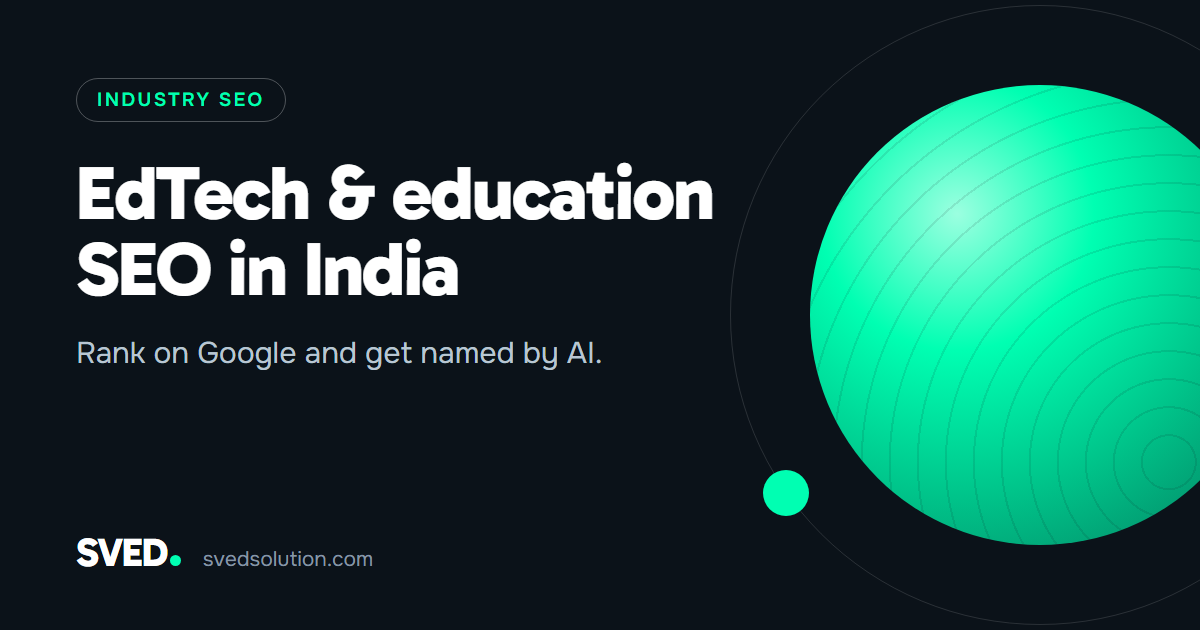 INDUSTRY SEO
EdTech & education
SEO in India
Rank on Google and get named by AI.
SVED. svedsolution.com